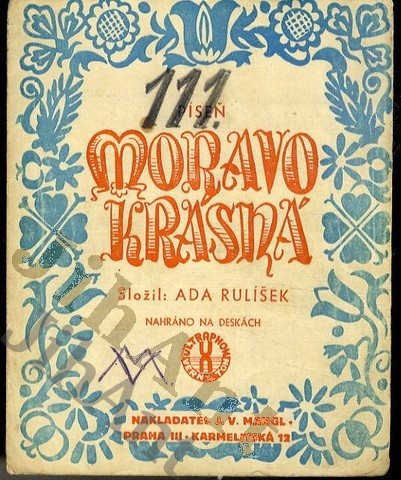 111.
PÍSEŇ
MORAVO
KRÁSNÁ
Složil: ADA RULÍŠEK
NAHRÁNO NA DESKÁCH
ULTRAPHON
NAKLADATEL J. V. MANGL •
PRAHA III • KARMELITSKÁ 12